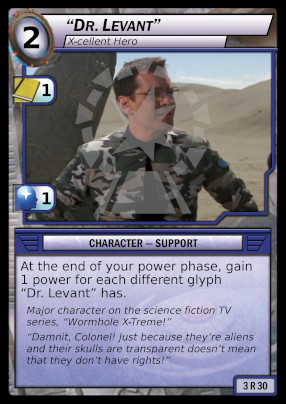 2
“DR. LEVANT”
X-cellent Hero
1
1
CHARACTER – SUPPORT
At the end of your power phase, gain
1 power for each different glyph
“Dr. Levant” has.
Major character on the science fiction TV
series, “Wormhole X-Treme!”
“Damnit, Colonel! Just because they’re aliens
and their skulls are transparent doesn’t mean
that they don’t have rights!”
3 R 30